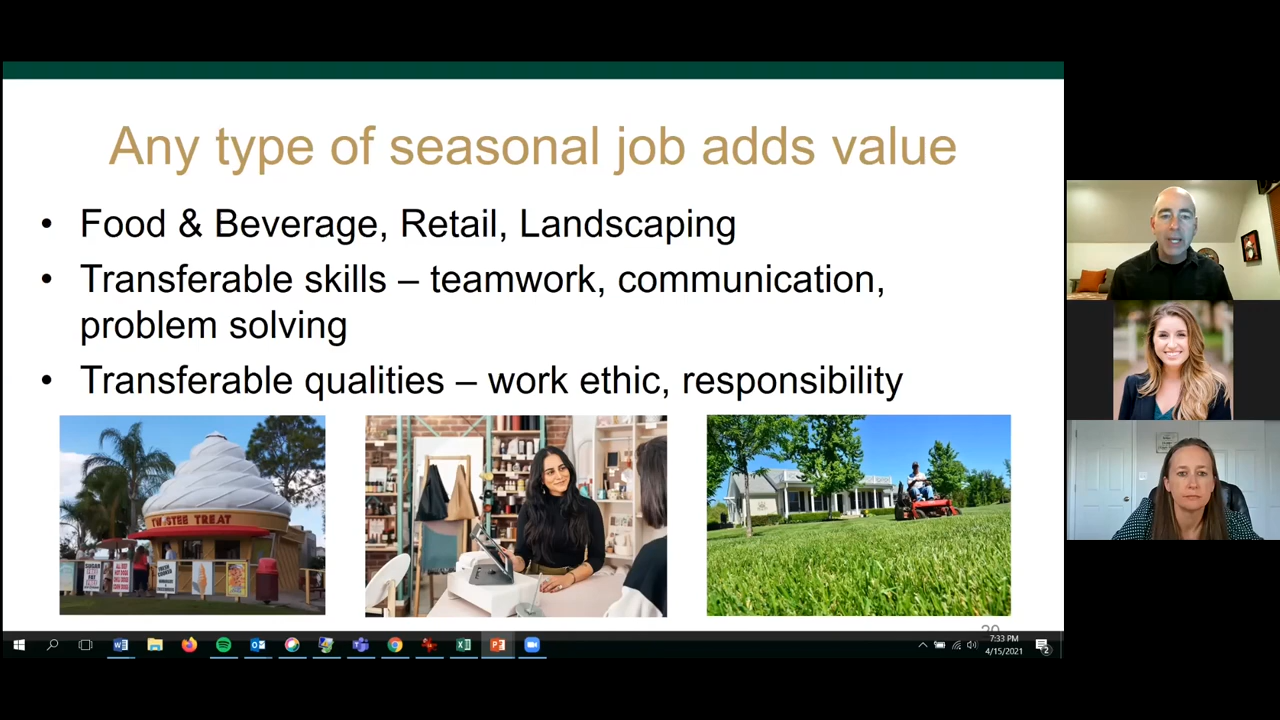 Any type of seasonal job adds value
• Food & Beverage, Retail, Landscaping
• Transferable skills – teamwork, communication,
problem solving
• Transferable qualities – work ethic, responsibility
TWISTEE TREAT
7:33 PM
4/15/2021
2